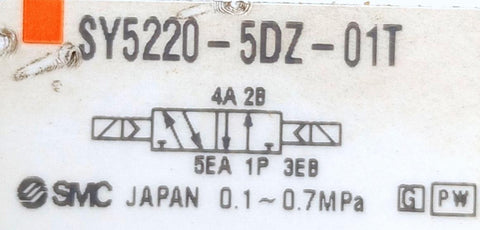 SY5220-5DZ-01T
4A 2B
5EA 1P 3EB
SMC JAPAN 0.1~0.7MPa G PW